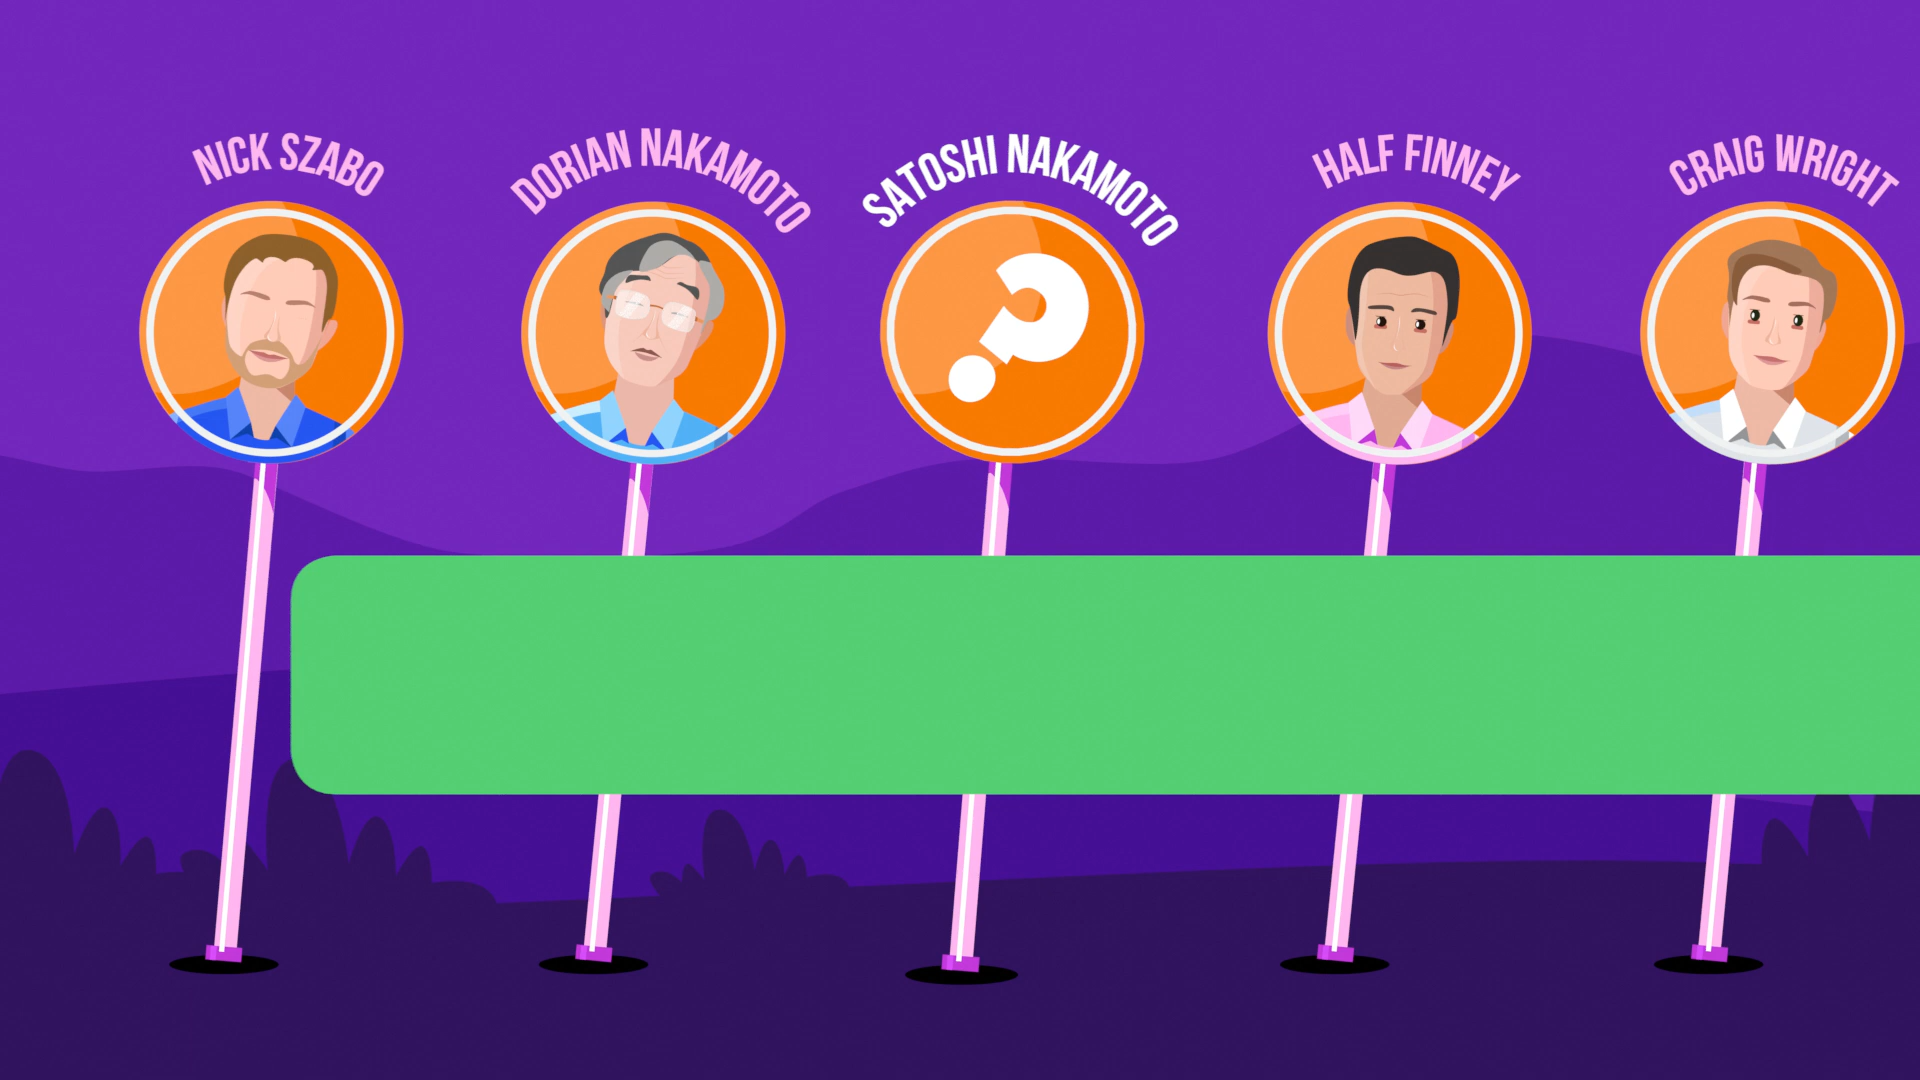 NICK SZABO
DORIAN NAKAMOTO
SATOSHI NAKAMOTO
HALF FINNEY
CRAIG WRIGHT